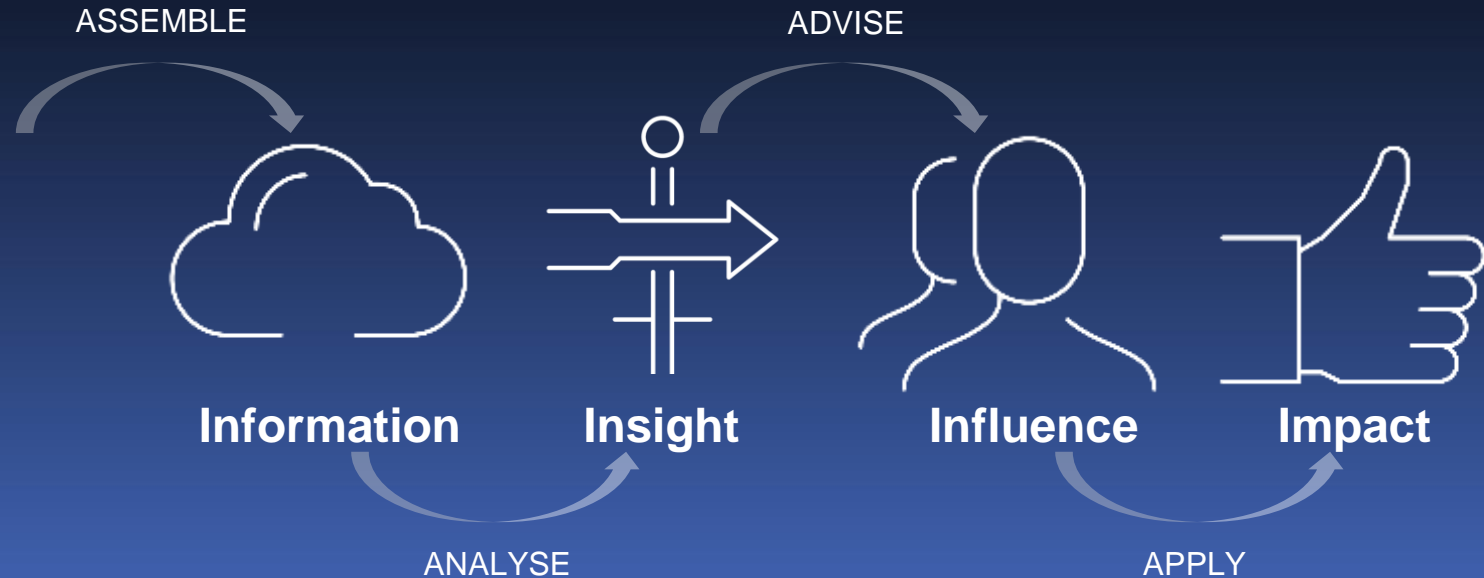 ASSEMBLE
ADVISE
Information
Insight
Influence
Impact
ANALYSE
APPLY